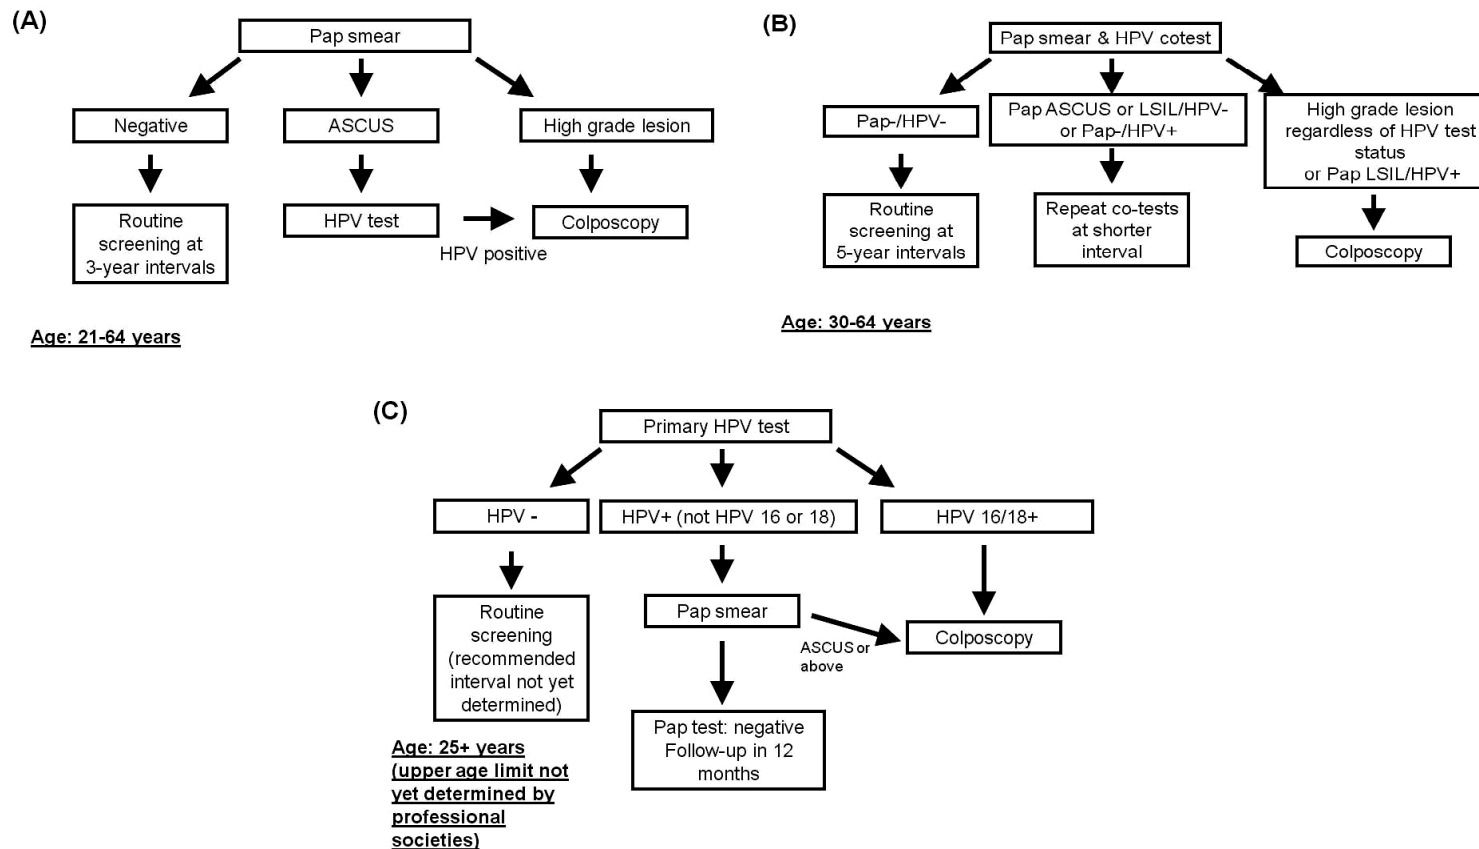 (A)
Pap smear
Negative
ASCUS
High grade lesion
Routine
screening at
3-year intervals
HPV test
HPV positive
Colposcopy
Age: 21-64 years
(B)
Pap smear & HPV cotest
Pap-/HPV-
Pap ASCUS or LSIL/HPV-
or Pap-/HPV+
High grade lesion
regardless of HPV test
status
or Pap LSIL/HPV+
Routine
screening at
5-year intervals
Repeat co-tests
at shorter
interval
Colposcopy
Age: 30-64 years
(C)
Primary HPV test
HPV -
HPV+ (not HPV 16 or 18)
HPV 16/18+
Routine
screening
(recommended
interval not yet
determined)
Pap smear
ASCUS or
above
Colposcopy
Pap test: negative
Follow-up in 12
months
Age: 25+ years
(upper age limit not
yet determined by
professional
societies)